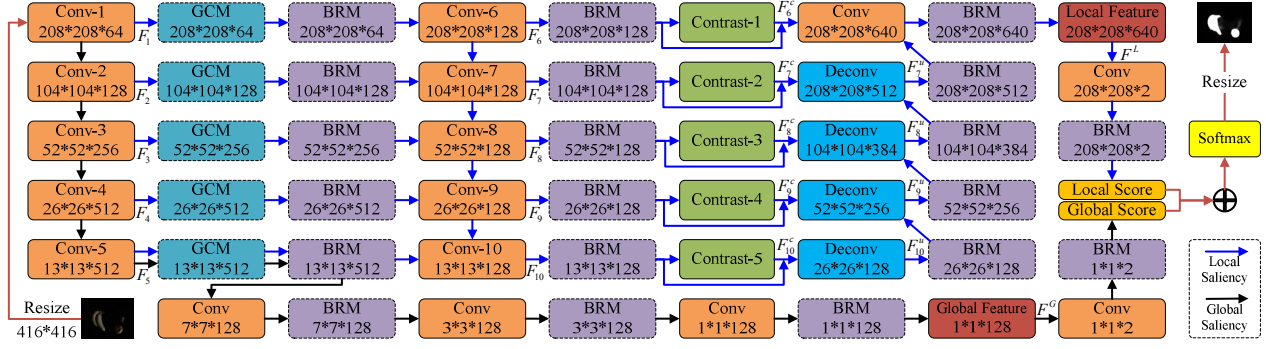 Conv-1
208*208*64
F1
GCM
208*208*64
BRM
208*208*64
Conv-6
208*208*128
F6
BRM
208*208*128
Contrast-1
F6^c
Conv
208*208*640
BRM
208*208*640
Local Feature
208*208*640
F^L
Conv-2
104*104*128
F2
GCM
104*104*128
BRM
104*104*128
Conv-7
104*104*128
F7
BRM
104*104*128
Contrast-2
F7^c
Deconv
208*208*512
F7^u
BRM
208*208*512
Conv
208*208*2
Resize
Conv-3
52*52*256
F3
GCM
52*52*256
BRM
52*52*256
Conv-8
52*52*128
F8
BRM
52*52*128
Contrast-3
F8^c
Deconv
104*104*384
F8^u
BRM
104*104*384
BRM
208*208*2
Softmax
Conv-4
26*26*512
F4
GCM
26*26*512
BRM
26*26*512
Conv-9
26*26*128
F9
BRM
26*26*128
Contrast-4
F9^c
Deconv
52*52*256
F9^u
BRM
52*52*256
Local Score
Global Score
Conv-5
13*13*512
F5
GCM
13*13*512
BRM
13*13*512
Conv-10
13*13*128
F10
BRM
13*13*128
Contrast-5
F10^c
Deconv
26*26*128
F10^u
BRM
26*26*128
BRM
1*1*2
Local
Saliency
Global
Saliency
Resize
416*416
Conv
7*7*128
BRM
7*7*128
Conv
3*3*128
BRM
3*3*128
Conv
1*1*128
BRM
1*1*128
Global Feature
1*1*128
F^G
Conv
1*1*2